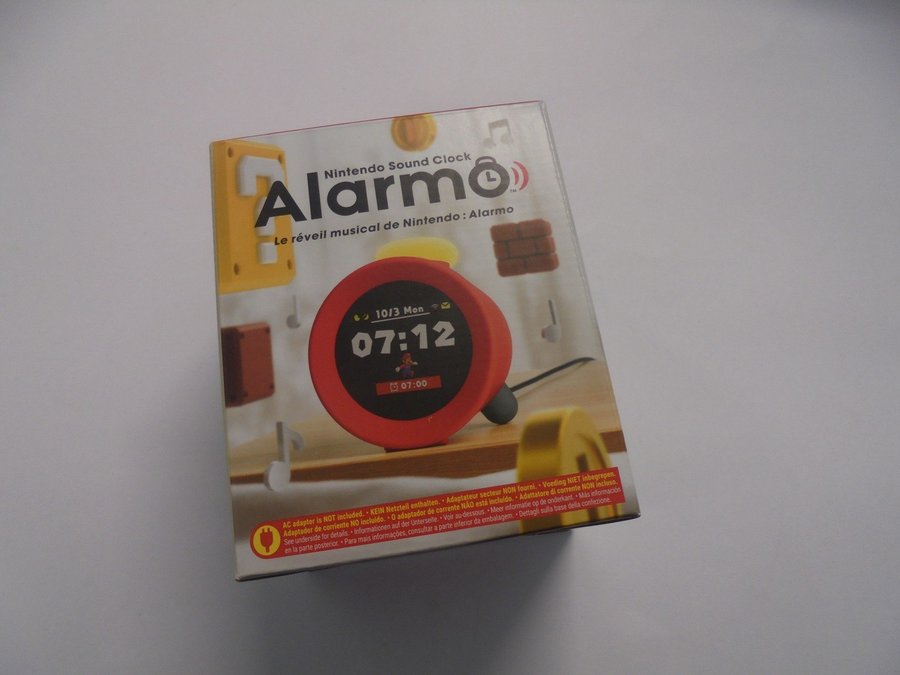 Nintendo Sound Clock
Alarmo ™
Le réveil musical de Nintendo : Alarmo
10/3 Mon
07:12
07:00
AC adaptor is NOT included. • KEIN Netzteil enthalten. • Adaptateur secteur NON fourni. • Voeding NIET inbegrepen.
Adaptador de corriente NO incluido. • O adaptador de corrente NÃO está incluído. • Adattatore di corrente NON incluso.
See underside for details. • Informationen auf der Unterseite. • Voir au-dessous. • Meer informatie op de onderkant. • Más información
en la parte posterior. • Para mais informações, consultar a parte inferior da embalagem. • Dettagli sulla base della confezione.